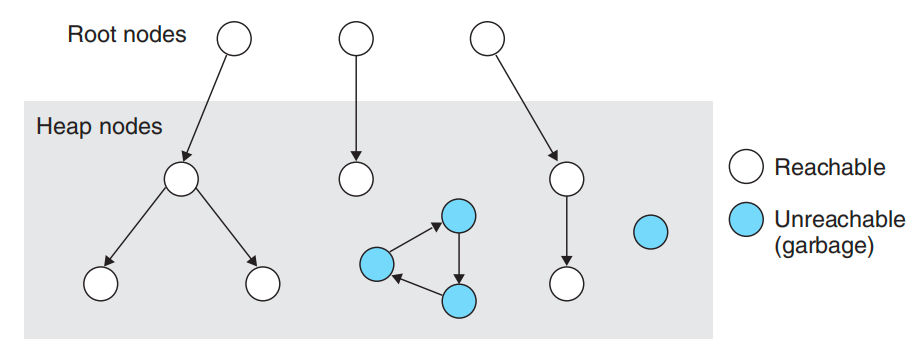 Root nodes
Heap nodes
Reachable
Unreachable
(garbage)